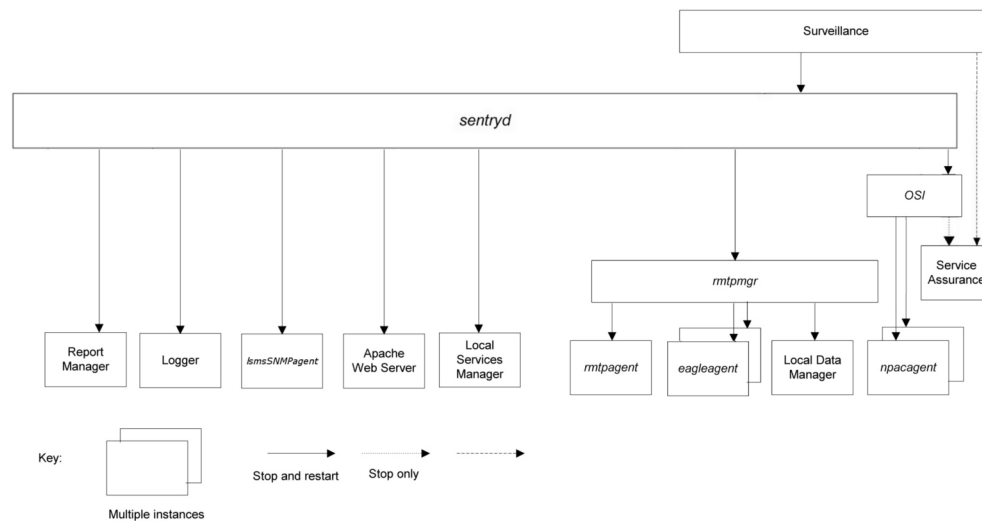 Surveillance
sentryd
OSI
Service
Assurance
rmtpmgr
Report
Manager
Logger
lsmsSNMPagent
Apache
Web Server
Local
Services
Manager
rmtpagent
eagleagent
Local Data
Manager
npacagent
Key:
Stop and restart
Stop only
Multiple instances